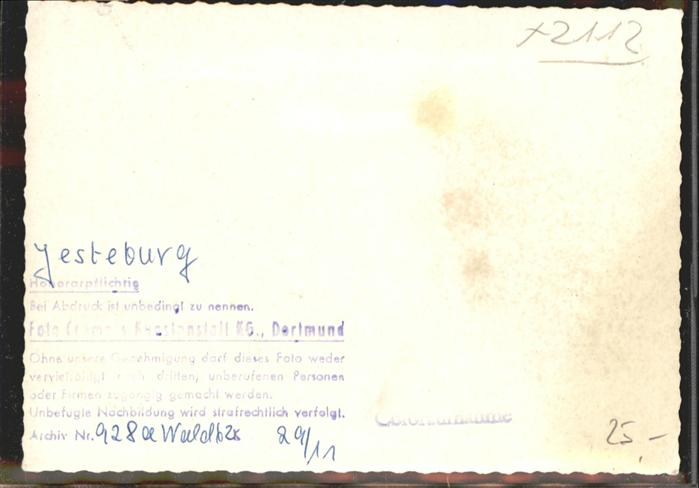 +2112
Jesteburg
Honorarpflichtig
Bei Abdruck ist unbedingt zu nennen.
Foto Cramers Kunstanstalt KG., Dortmund
Ohne unsere Genehmigung darf dieses Foto weder
vervielfältigt noch dritten, unberufenen Personen
oder Firmen zugängig gemacht werden.
Unbefugte Nachbildung wird strafrechtlich verfolgt.
Archiv Nr. 928 29/11
25,-